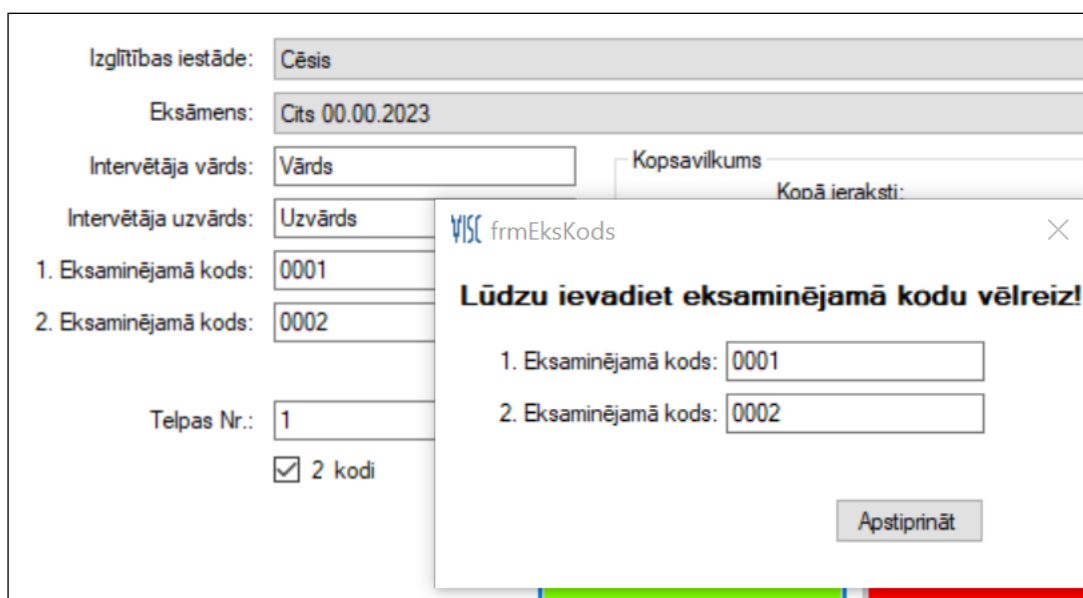 Izglītības iestāde: Cēsis
Eksāmens: Cits 00.00.2023
Intervētāja vārds: Vārds
Kopsavilkums
Kopā ieraksti:
Intervētāja uzvārds: Uzvārds
1. Eksaminējamā kods: 0001
2. Eksaminējamā kods: 0002
Telpas Nr.: 1
2 kodi
VISC frmEksKods
Lūdzu ievadiet eksaminējamā kodu vēlreiz!
1. Eksaminējamā kods: 0001
2. Eksaminējamā kods: 0002
Apstiprināt